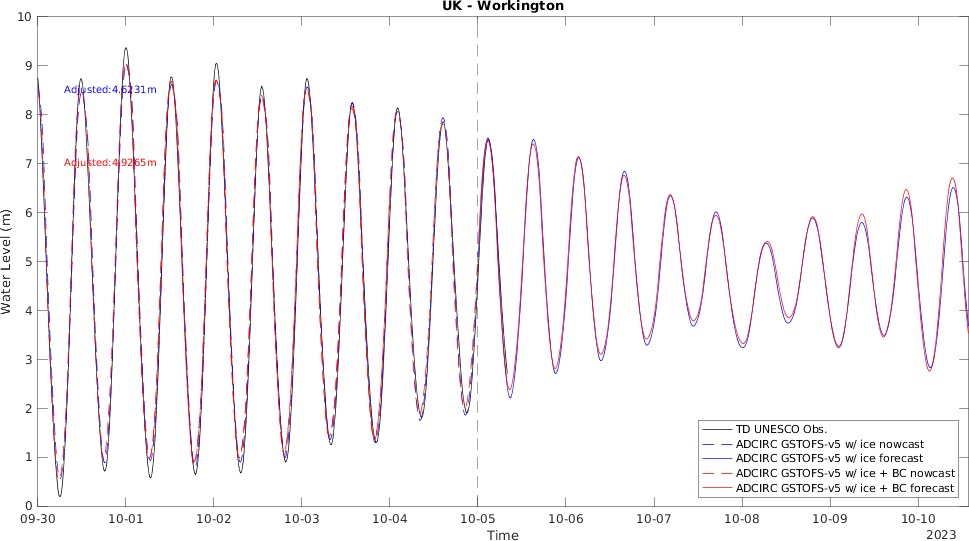 UK - Workington
10
9
8
7
6
5
4
3
2
1
0
Water Level (m)
Adjusted:4.6231m
Adjusted:4.9265m
TD UNESCO Obs.
ADCIRC GSTOFS-v5 w/ ice nowcast
ADCIRC GSTOFS-v5 w/ ice forecast
ADCIRC GSTOFS-v5 w/ ice + BC nowcast
ADCIRC GSTOFS-v5 w/ ice + BC forecast
09-30 10-01 10-02 10-03 10-04 10-05 10-06 10-07 10-08 10-09 10-10
Time
2023